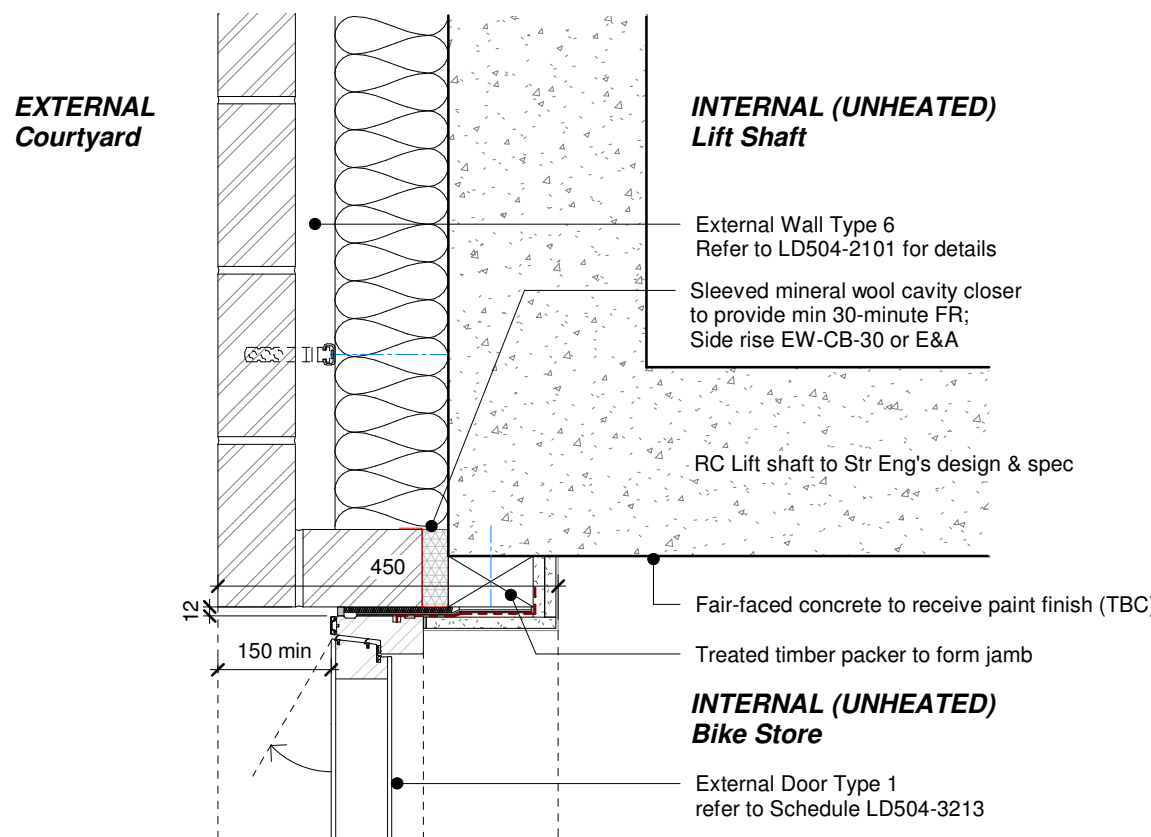 EXTERNAL
Courtyard
INTERNAL (UNHEATED)
Lift Shaft
External Wall Type 6
Refer to LD504-2101 for details
Sleeved mineral wool cavity closer
to provide min 30-minute FR;
Side rise EW-CB-30 or E&A
RC Lift shaft to Str Eng's design & spec
450
12
Fair-faced concrete to receive paint finish (TBC)
150 min
Treated timber packer to form jamb
INTERNAL (UNHEATED)
Bike Store
External Door Type 1
refer to Schedule LD504-3213